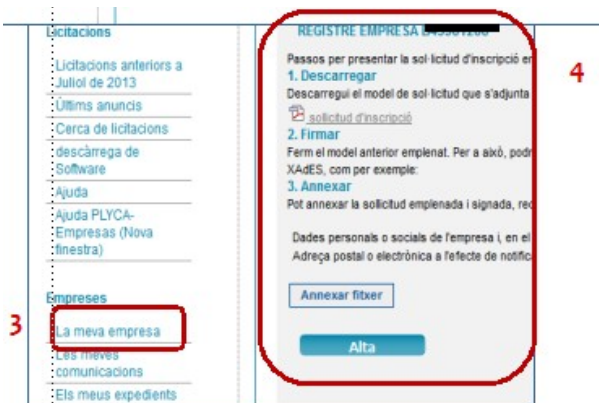 Licitacions
Licitacions anteriors a
Juliol de 2013
Últims anuncis
Cerca de licitacions
descàrrega de
Software
Ajuda
Ajuda PLYCA-
Empresas (Nova
finestra)
Empreses
3
La meva empresa
Les meves
comunicacions
Els meus expedients
REGISTRE EMPRESA
4
Passos per presentar la sol·licitud d'inscripció en
1. Descarregar
Descarregui el model de sol·licitud que s'adjunta
sollicitud d'inscripció
2. Firmar
Ferm el model anterior emplenat. Per a això, podr
XAdES, com per exemple:
3. Annexar
Pot annexar la sollicitud emplenada i signada, rec
Dades personals o socials de l'empresa i, en el
Adreça postal o electrònica a l'efecte de notific
Annexar fitxer
Alta